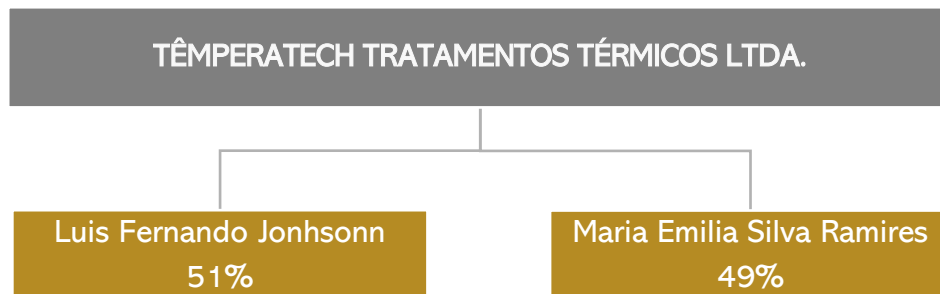 TÊMPERATECH TRATAMENTOS TÉRMICOS LTDA.
Luis Fernando Jonhsonn
51%
Maria Emilia Silva Ramires
49%